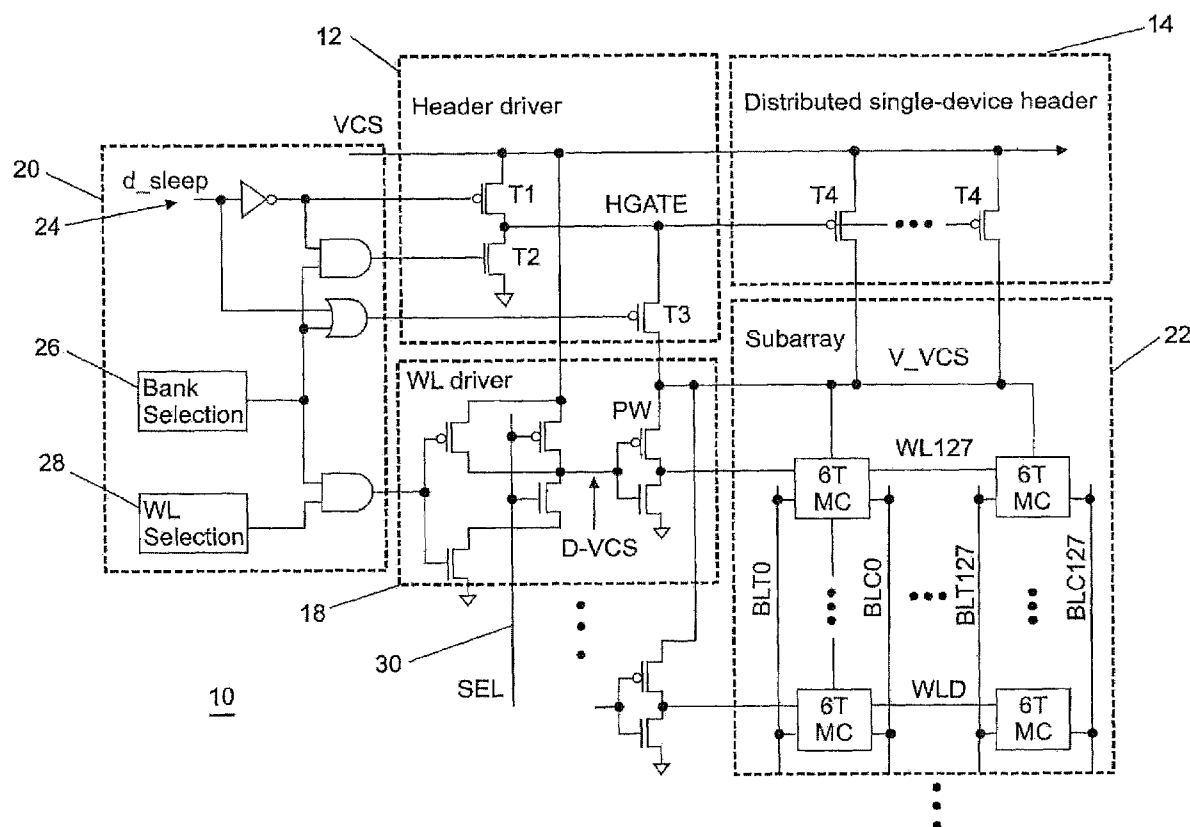 12
14
Header driver
Distributed single-device header
VCS
20
d_sleep
24
T1
HGATE
T4
T4
T2
T3
26
Bank
Selection
WL driver
Subarray
V_VCS
22
PW
WL127
28
WL
Selection
6T
MC
6T
MC
D-VCS
18
BLT0
BLC0
BLT127
BLC127
30
SEL
WLD
10
6T
MC
6T
MC